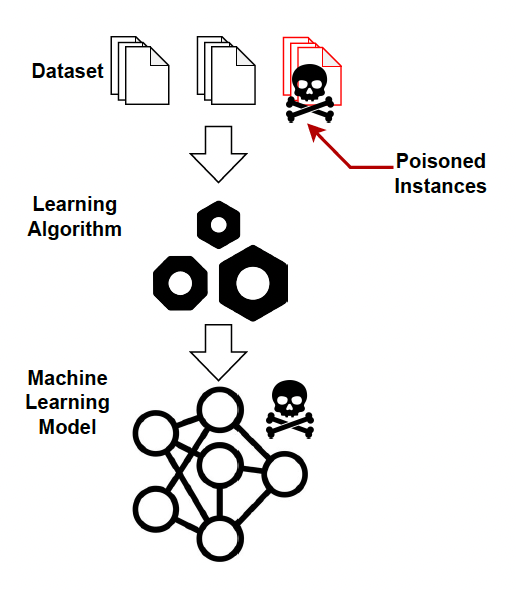 Dataset
Poisoned
Instances
Learning
Algorithm
Machine
Learning
Model